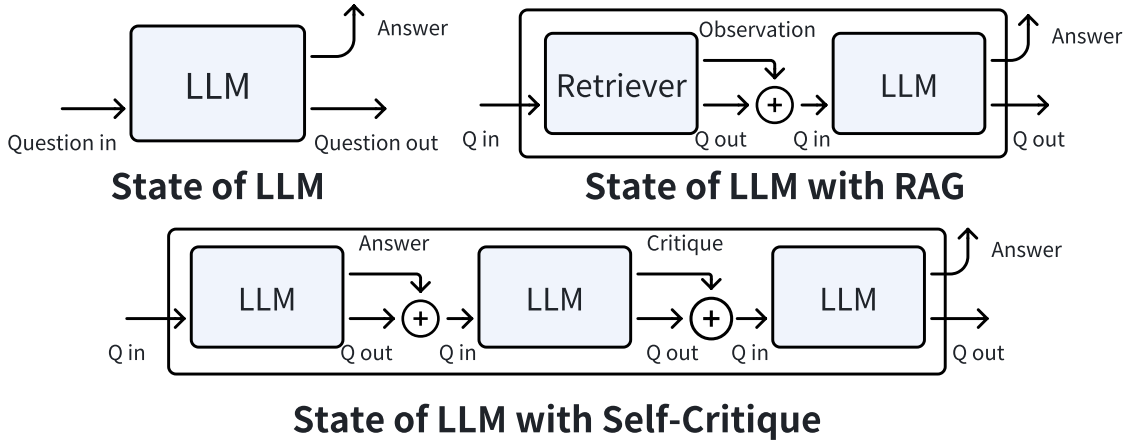 Answer
LLM
Question in
Question out
State of LLM
Observation
Answer
Retriever
+
LLM
Q in
Q out
Q in
Q out
State of LLM with RAG
Answer
Critique
Answer
LLM
+
LLM
+
LLM
Q in
Q out
Q in
Q out
Q in
Q out
State of LLM with Self-Critique